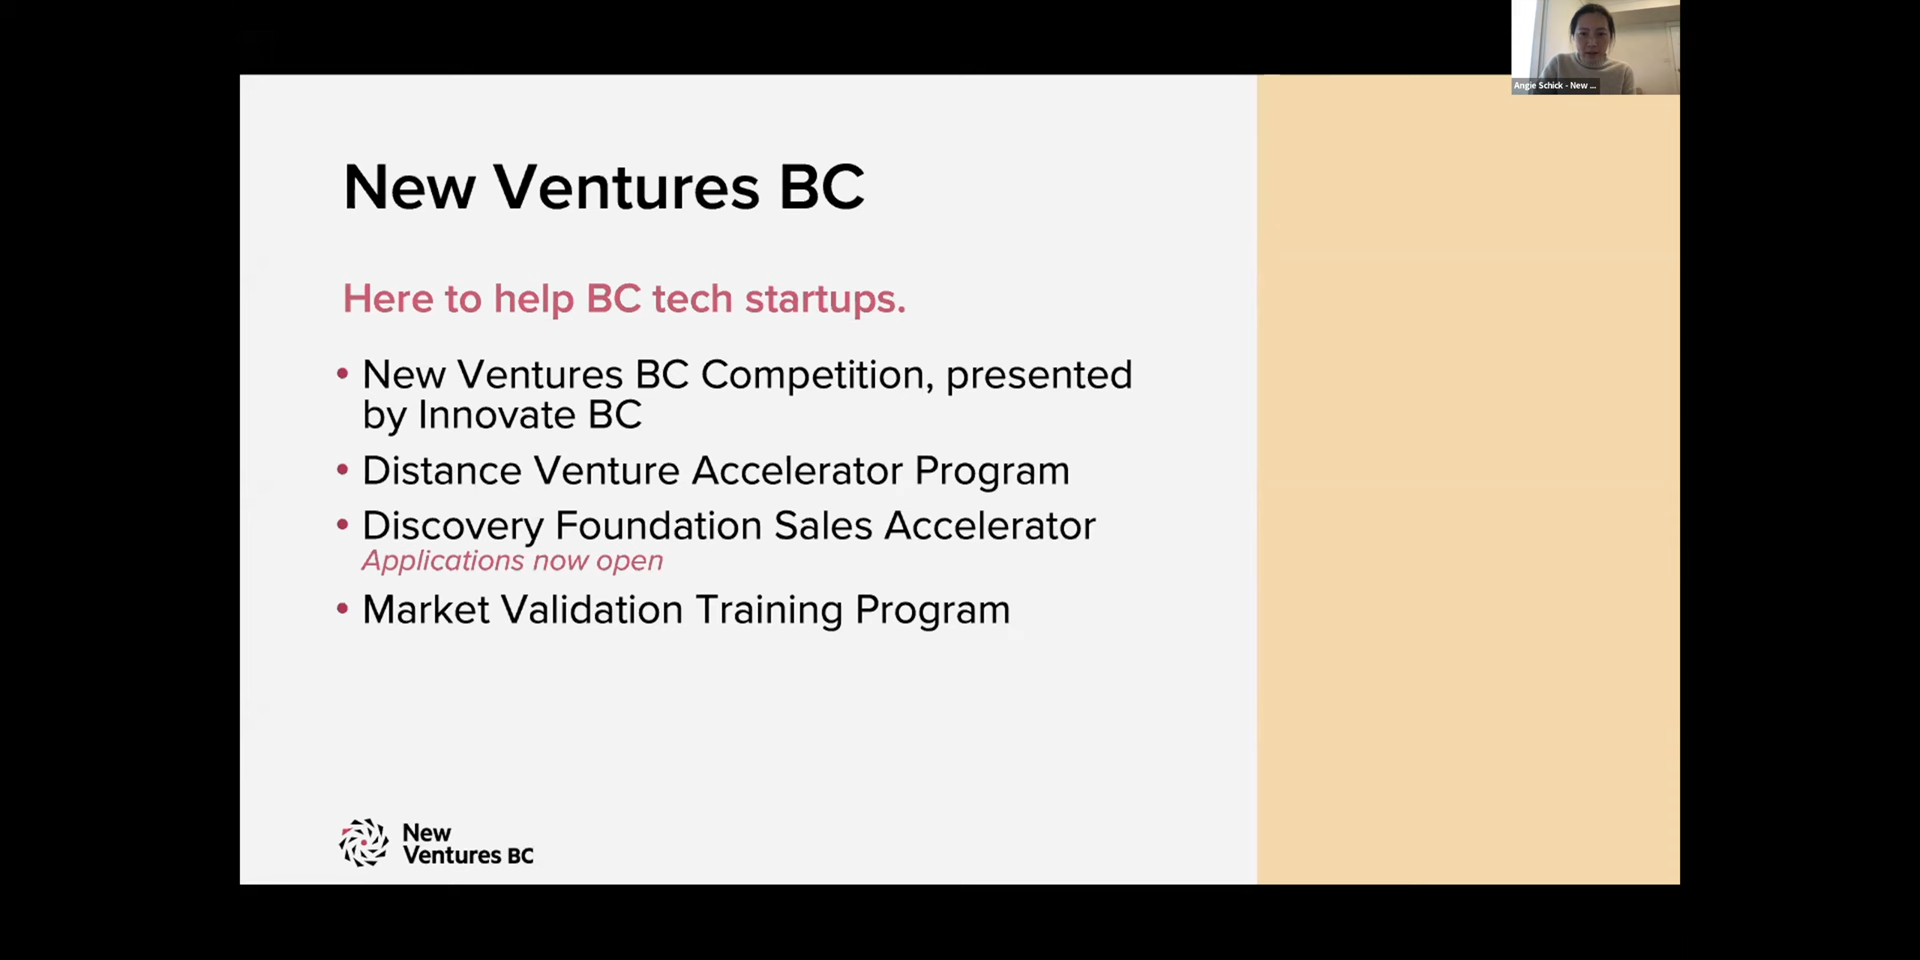 Angie Schick - New ...
New Ventures BC
Here to help BC tech startups.
• New Ventures BC Competition, presented
by Innovate BC
• Distance Venture Accelerator Program
• Discovery Foundation Sales Accelerator
Applications now open
• Market Validation Training Program
New
Ventures BC